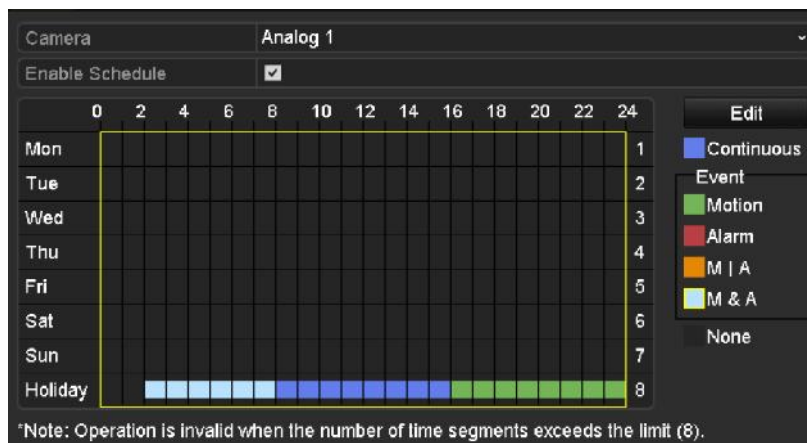 Camera Analog 1
Enable Schedule
0 2 4 6 8 10 12 14 16 18 20 22 24
Edit
Mon 1
Continuous
Event
Tue 2
Motion
Wed 3
Alarm
Thu 4
M | A
Fri 5
M & A
Sat 6
None
Sun 7
Holiday 8
*Note: Operation is invalid when the number of time segments exceeds the limit (8).